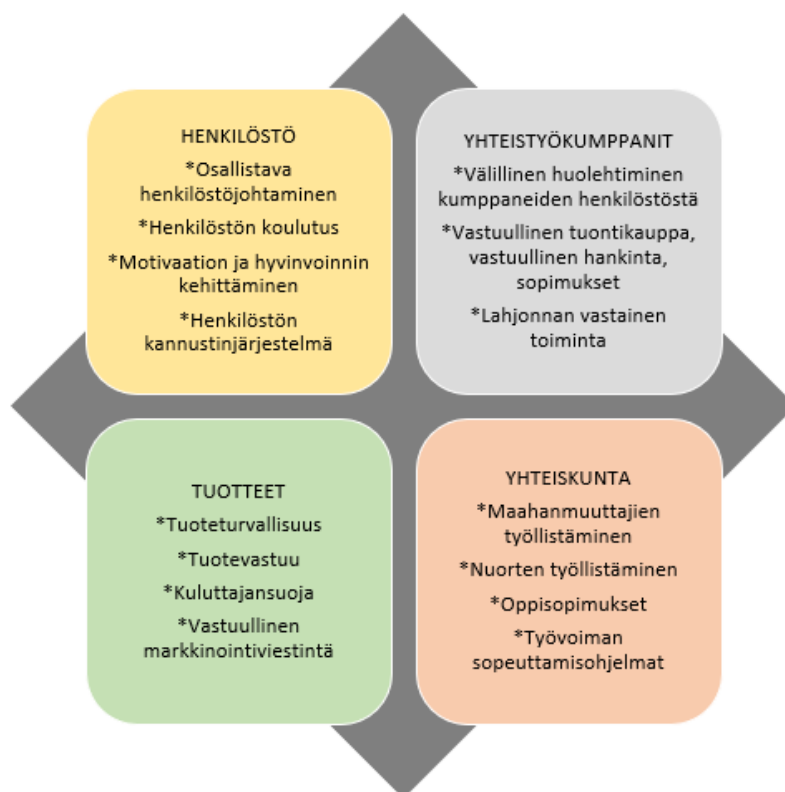 HENKILÖSTÖ
*Osallistava
henkilöstöjohtaminen
*Henkilöstön koulutus
*Motivaation ja hyvinvoinnin
kehittäminen
*Henkilöstön
kannustinjärjestelmä
YHTEISTYÖKUMPPANIT
*Välillinen huolehtiminen
kumppaneiden henkilöstöstä
*Vastuullinen tuontikauppa,
vastuullinen hankinta,
sopimukset
*Lahjonnan vastainen
toiminta
TUOTTEET
*Tuoteturvallisuus
*Tuotevastuu
*Kuluttajansuoja
*Vastuullinen
markkinointiviestintä
YHTEISKUNTA
*Maahanmuuttajien
työllistäminen
*Nuorten työllistäminen
*Oppisopimukset
*Työvoiman
sopeuttamisohjelmat